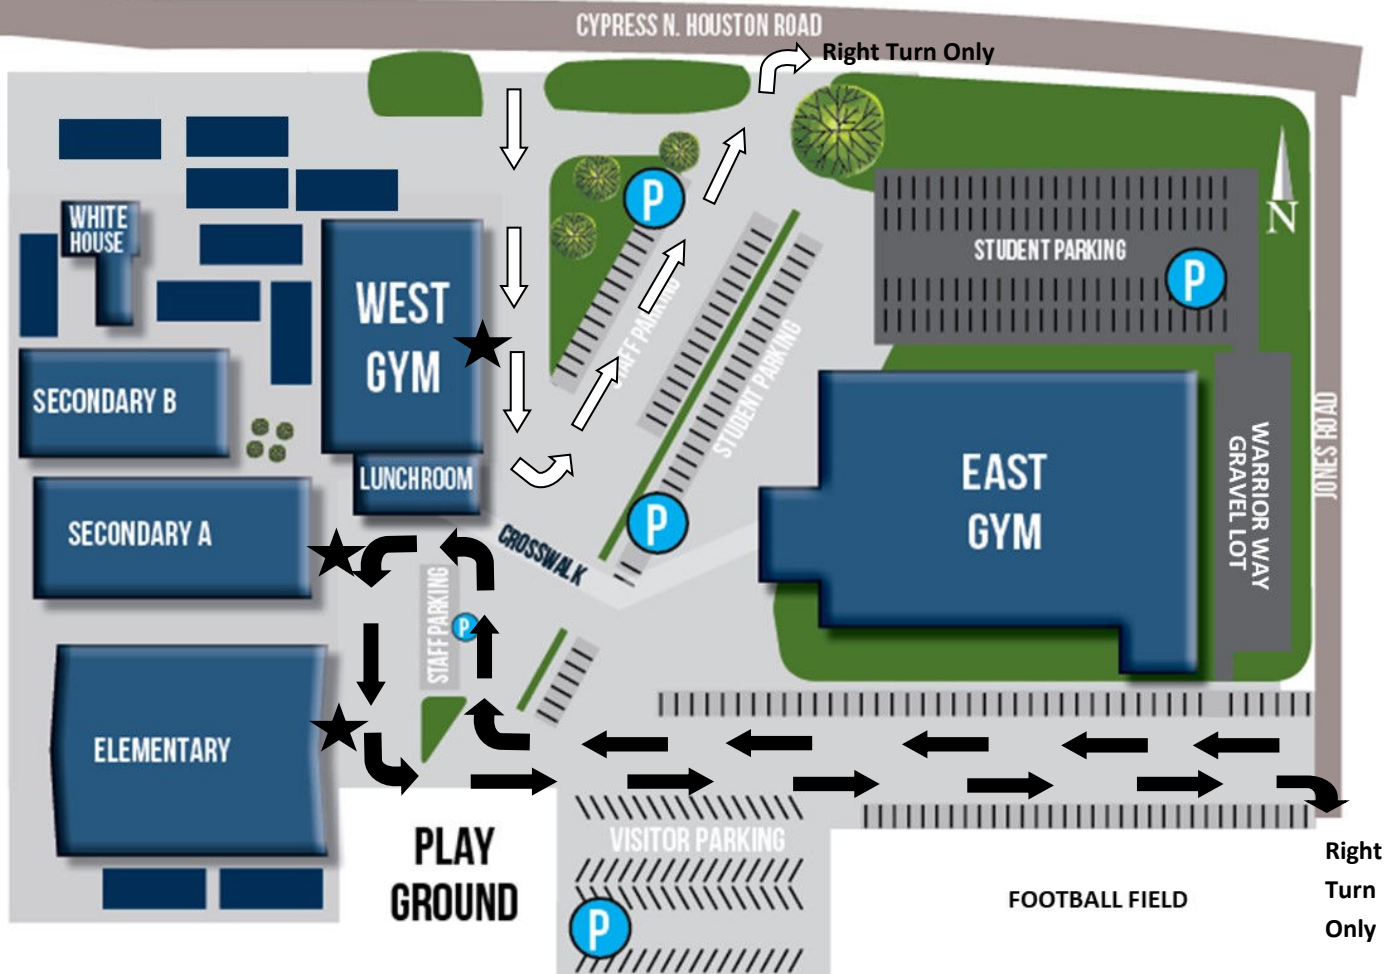 CYPRESS N. HOUSTON ROAD
Right Turn Only
WHITE
HOUSE
P
N
STUDENT PARKING
P
WEST
GYM
STAFF PARKING
STUDENT PARKING
SECONDARY B
JONES ROAD
WARRIOR WAY
GRAVEL LOT
EAST
GYM
LUNCHROOM
SECONDARY A
P
CROSSWALK
STAFF PARKING
P
ELEMENTARY
PLAY
GROUND
VISITOR PARKING
P
FOOTBALL FIELD
Right
Turn
Only